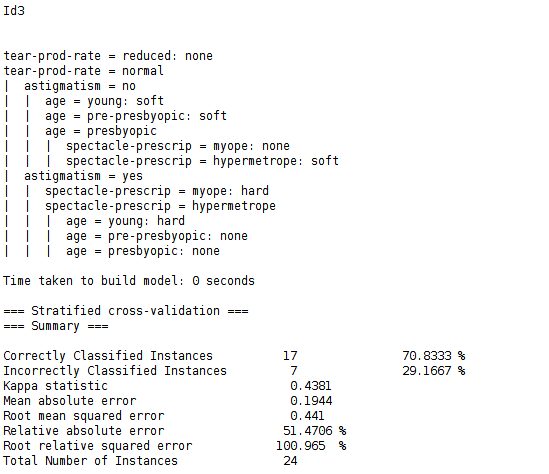 Id3
tear-prod-rate = reduced: none
tear-prod-rate = normal
|  astigmatism = no
|  |  age = young: soft
|  |  age = pre-presbyopic: soft
|  |  age = presbyopic
|  |  |  spectacle-prescrip = myope: none
|  |  |  spectacle-prescrip = hypermetrope: soft
|  astigmatism = yes
|  |  spectacle-prescrip = myope: hard
|  |  spectacle-prescrip = hypermetrope
|  |  |  age = young: hard
|  |  |  age = pre-presbyopic: none
|  |  |  age = presbyopic: none
Time taken to build model: 0 seconds
=== Stratified cross-validation ===
=== Summary ===
Correctly Classified Instances          17               70.8333 %
Incorrectly Classified Instances         7               29.1667 %
Kappa statistic                          0.4381
Mean absolute error                      0.1944
Root mean squared error                  0.441
Relative absolute error                 51.4706 %
Root relative squared error            100.965  %
Total Number of Instances               24